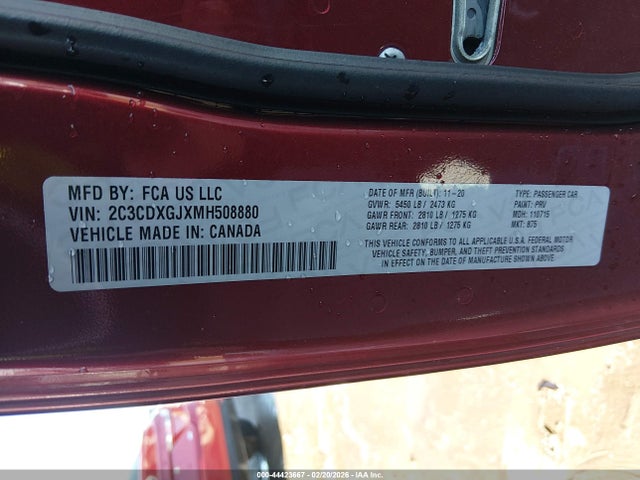 MFD BY: FCA US LLC
VIN: 2C3CDXGJXMH508880
VEHICLE MADE IN: CANADA
DATE OF MFR (BUILT): 11-20
GVWR: 5450 LB / 2473 KG
GAWR FRONT: 2810 LB / 1275 KG
GAWR REAR: 2810 LB / 1275 KG
TYPE: PASSENGER CAR
PAINT: PRV
MDH: 110715
MKT: 875
THIS VEHICLE CONFORMS TO ALL APPLICABLE U.S.A. FEDERAL MOTOR
VEHICLE SAFETY, BUMPER, AND THEFT PREVENTION STANDARDS
IN EFFECT ON THE DATE OF MANUFACTURE SHOWN ABOVE.
000-44423667 - 02/20/2026 - COPART